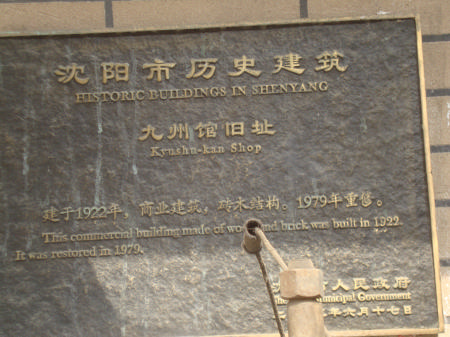 沈阳市历史建筑
HISTORIC BUILDINGS IN SHENYANG
九州馆旧址
Kyushu-kan Shop
建于1922年，商业建筑，砖木结构。1979年重修。
This commercial building made of wo nd brick was built in 1922.
It was restored in 1979.
市人民政府
nicipal Government
年六月十七日